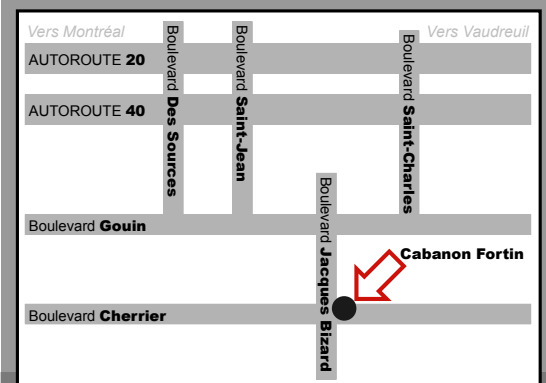 Vers Montréal
Vers Vaudreuil
AUTOROUTE 20
AUTOROUTE 40
Boulevard Des Sources
Boulevard Saint-Jean
Boulevard Saint-Charles
Boulevard Gouin
Boulevard Jacques Bizard
Cabanon Fortin
Boulevard Cherrier